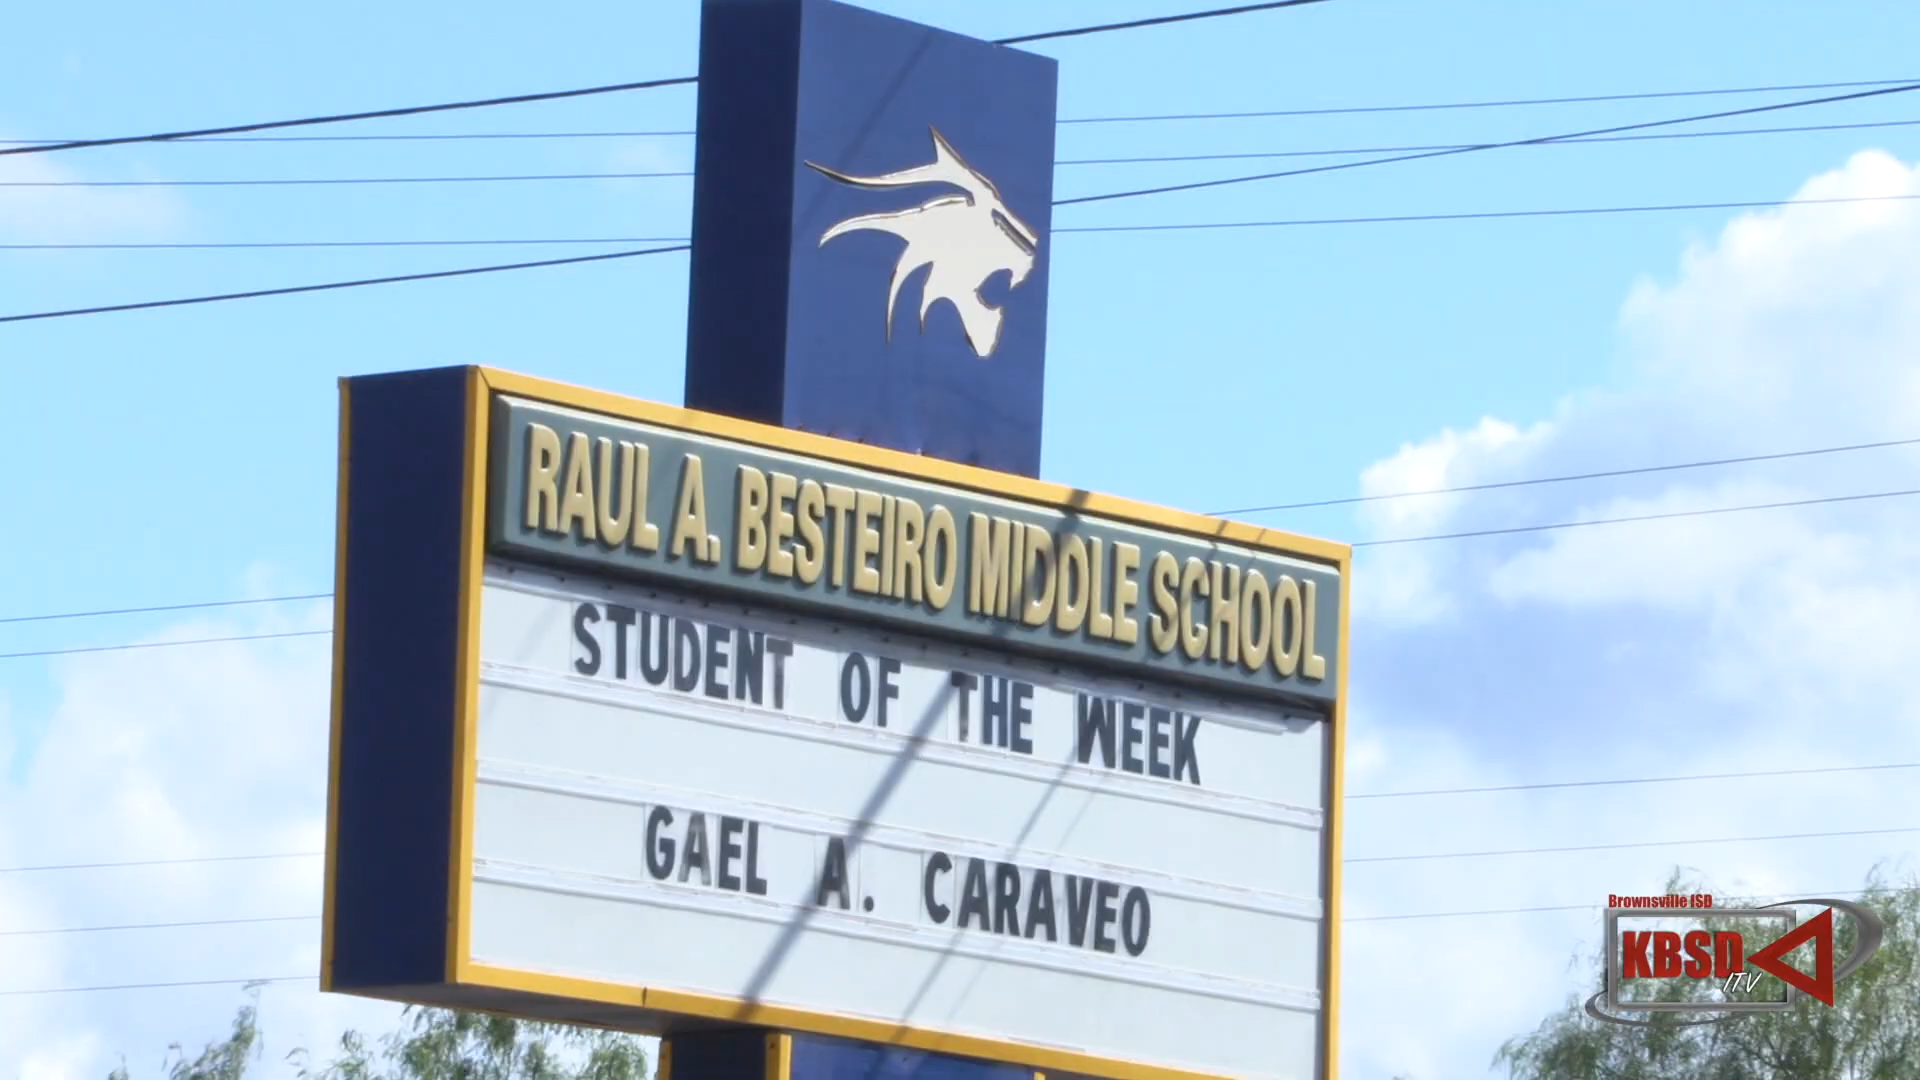 RAUL A. BESTEIRO MIDDLE SCHOOL
STUDENT OF THE WEEK
GAEL A. CARAVEO
Brownsville ISD
KBSD
ITV